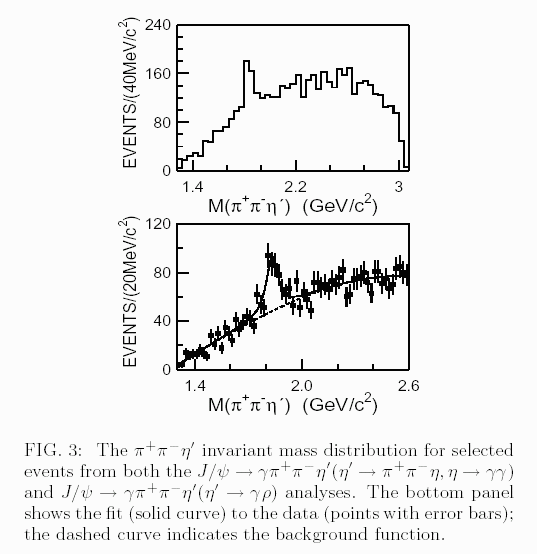 240
160
80
0
EVENTS/(40MeV/c²)
1.4 2.2 3
M(π⁺π⁻η´) (GeV/c²)
120
80
40
0
EVENTS/(20MeV/c²)
1.4 2.0 2.6
M(π⁺π⁻η´) (GeV/c²)
FIG. 3: The π⁺π⁻η′ invariant mass distribution for selected
events from both the J/ψ → γπ⁺π⁻η′(η′ → π⁺π⁻η, η → γγ)
and J/ψ → γπ⁺π⁻η′(η′ → γρ) analyses. The bottom panel
shows the fit (solid curve) to the data (points with error bars);
the dashed curve indicates the background function.